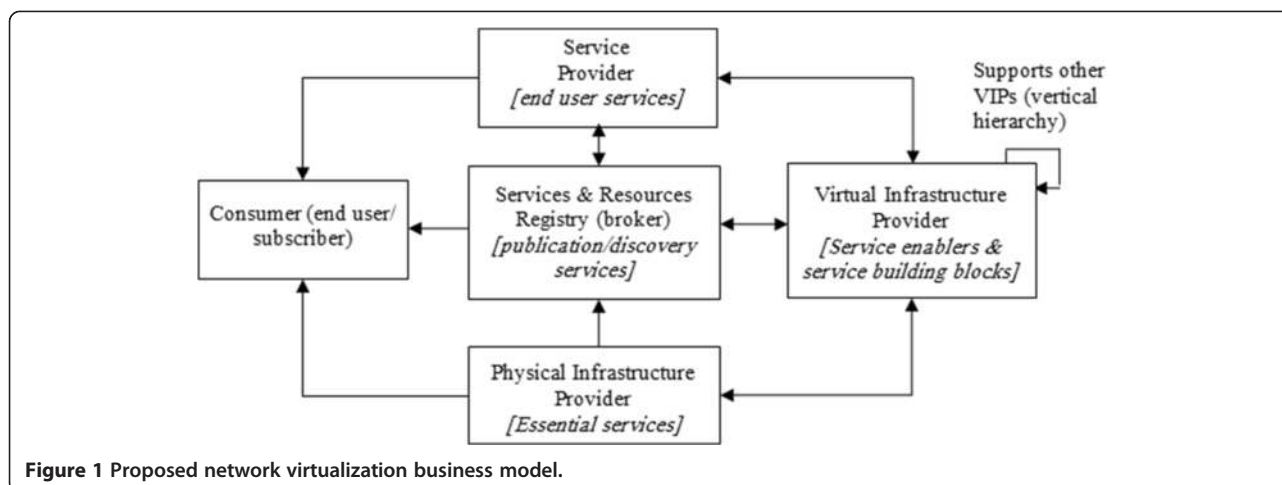 Service
Provider
[end user services]
Supports other
VIPs (vertical
hierarchy)
Consumer (end user/
subscriber)
Services & Resources
Registry (broker)
[publication/discovery
services]
Virtual Infrastructure
Provider
[Service enablers &
service building blocks]
Physical Infrastructure
Provider
[Essential services]
Figure 1 Proposed network virtualization business model.